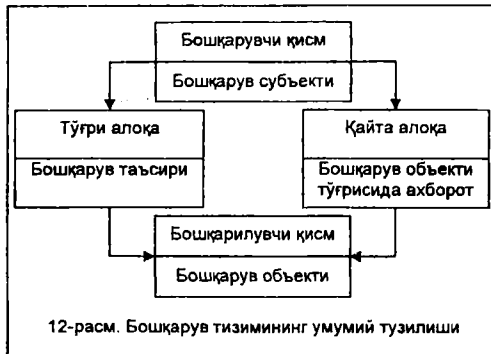 Бошқарувчи қисм
Бошқарув субъекти
Тўғри алоқа
Бошқарув таъсири
Қайта алоқа
Бошқарув объекти
тўғрисида ахборот
Бошқарилувчи қисм
Бошқарув объекти
12-расм. Бошқарув тизимининг умумий тузилиши